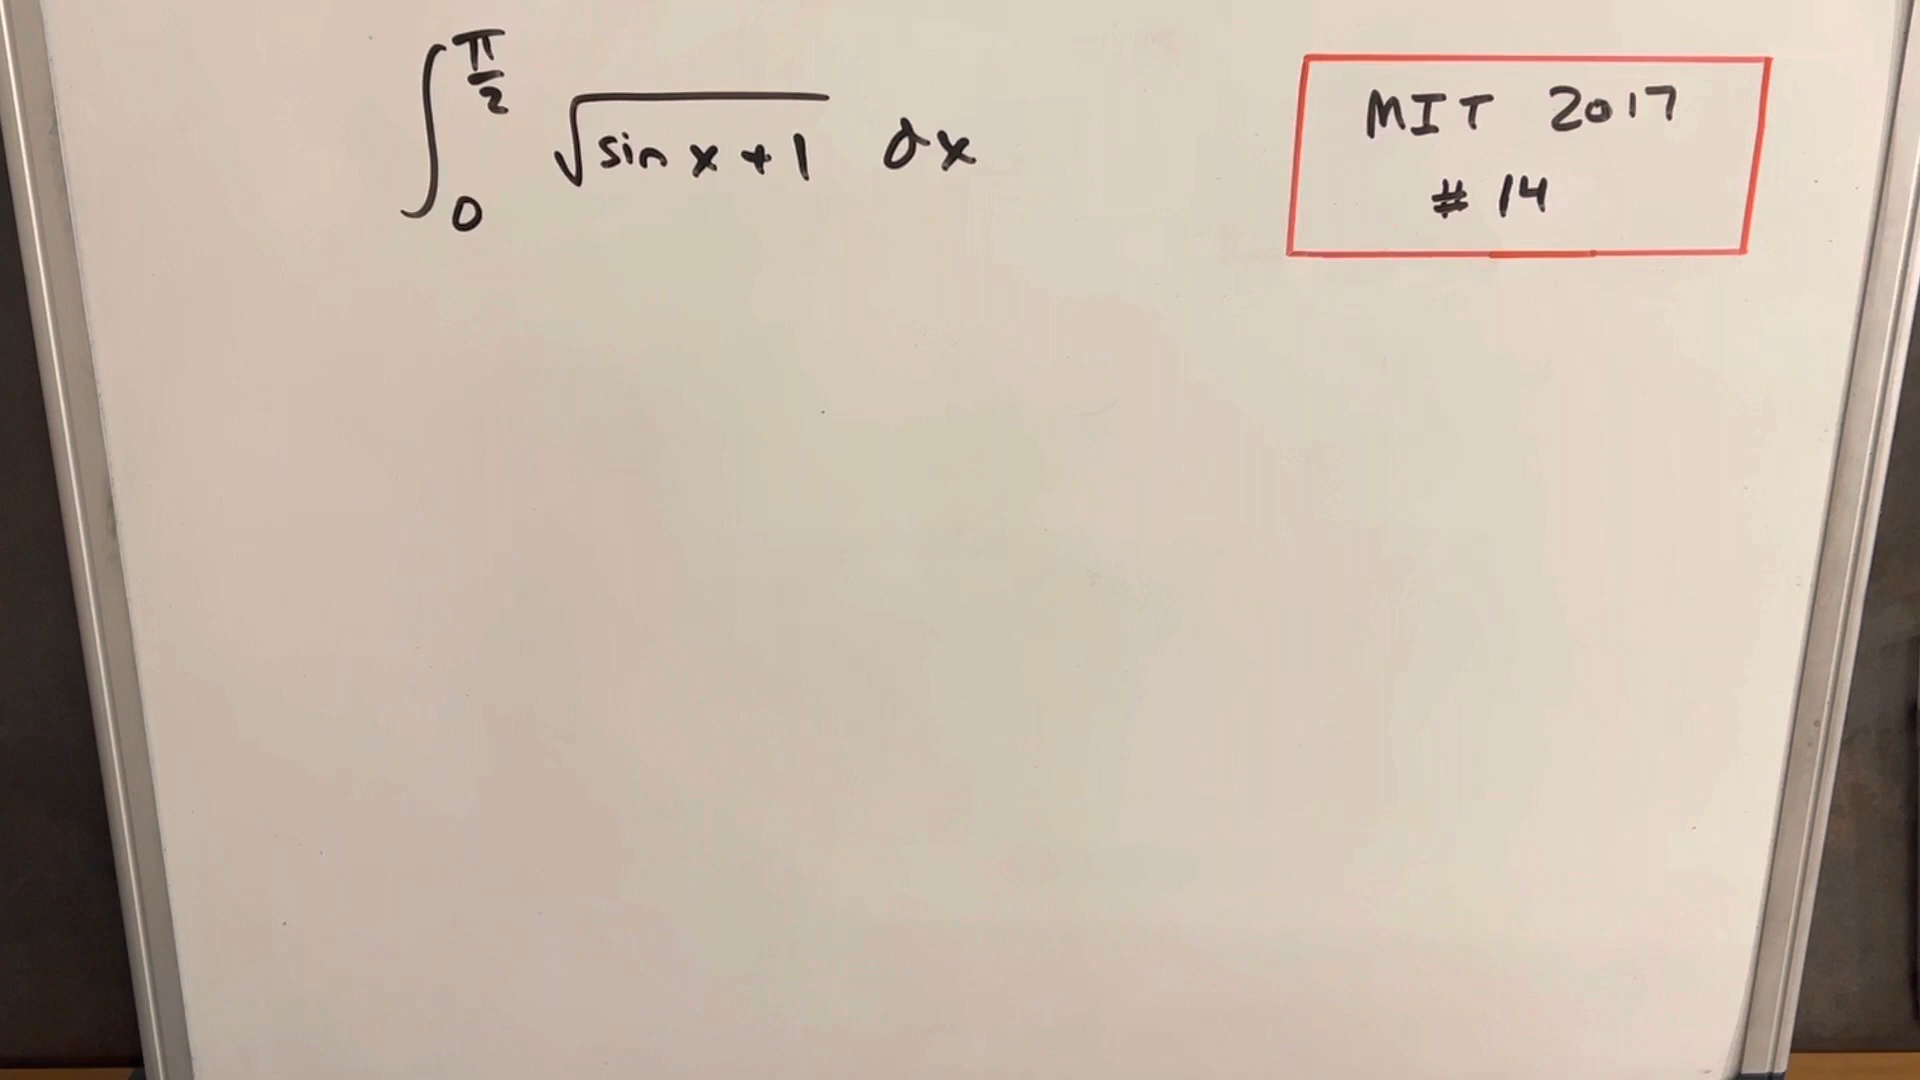 ∫₀^(π/2) √(sin x + 1) dx
MIT 2017
# 14